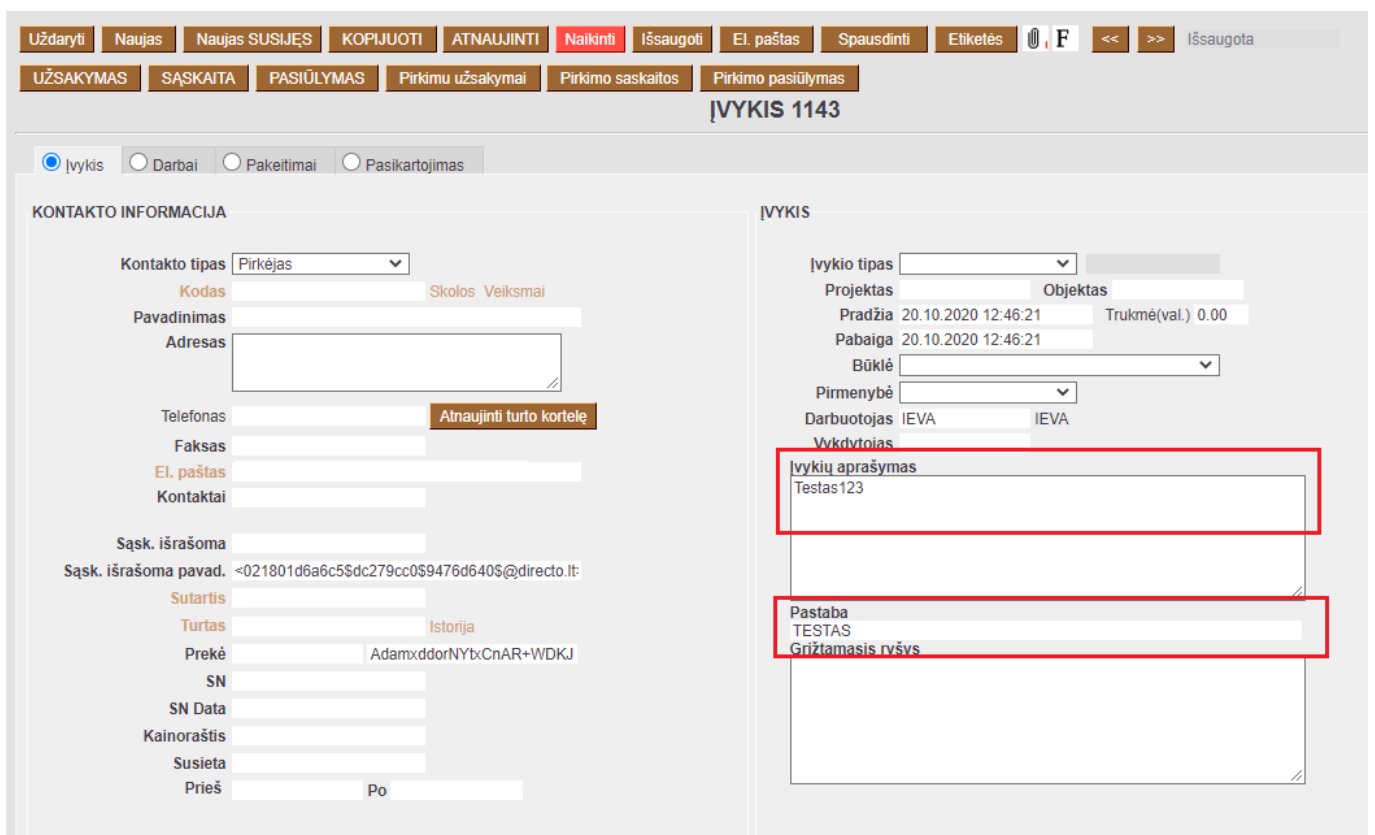 Uždaryti Naujas Naujas SUSIJĘS KOPIJUOTI ATNAUJINTI Naikinti Išsaugoti El. paštas Spausdinti Etiketės F << >> Išsaugota
UŽSAKYMAS SĄSKAITA PASIŪLYMAS Pirkimu užsakymai Pirkimo saskaitos Pirkimo pasiūlymas
ĮVYKIS 1143
Įvykis Darbai Pakeitimai Pasikartojimas
KONTAKTO INFORMACIJA
Kontakto tipas Pirkėjas
Kodas Skolos Veiksmai
Pavadinimas
Adresas
Telefonas Atnaujinti turto kortelę
Faksas
El. paštas
Kontaktai
Sąsk. išrašoma
Sąsk. išrašoma pavad. <021801d6a6c5$dc279cc0$9476d640$@directo.lt>
Sutartis
Turtas Istorija
Prekė AdamxddorNYtxCnAR+WDKJ
SN
SN Data
Kainoraštis
Susieta
Prieš Po
ĮVYKIS
Įvykio tipas
Projektas Objektas
Pradžia 20.10.2020 12:46:21 Trukmė(val.) 0.00
Pabaiga 20.10.2020 12:46:21
Būklė
Pirmenybė
Darbuotojas IEVA IEVA
Vykdytojas
Įvykių aprašymas
Testas123
Pastaba
TESTAS
Grįžtamasis ryšys